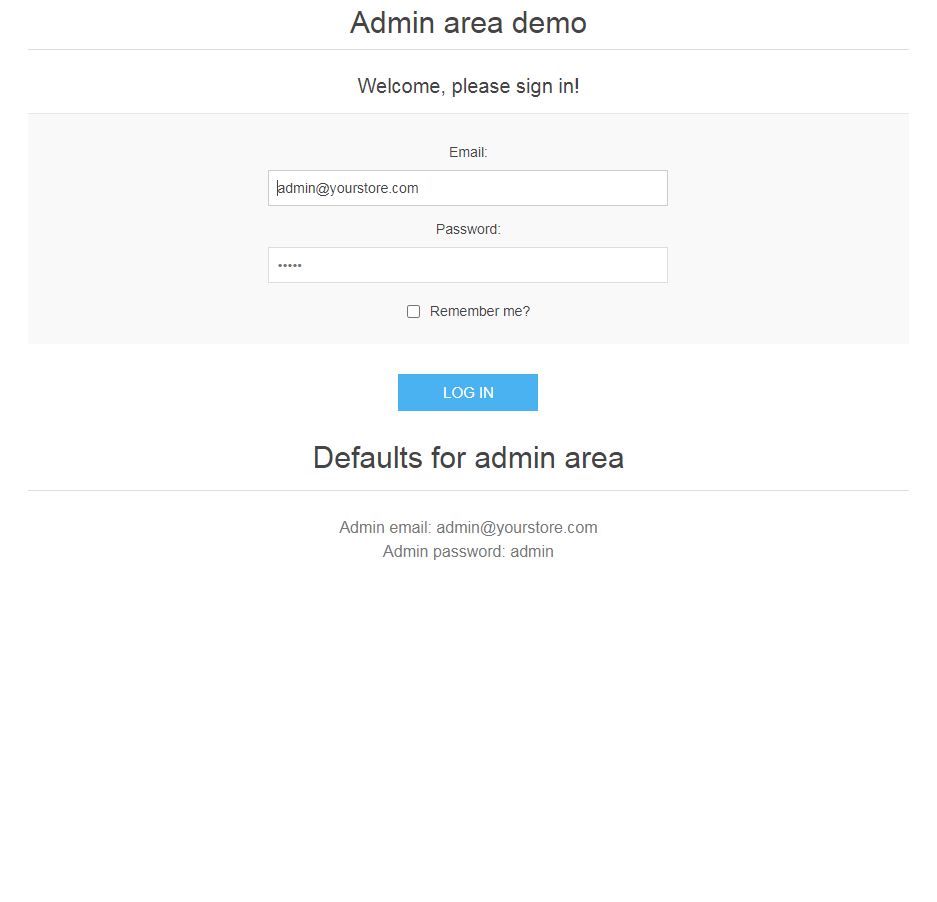 Admin area demo
Welcome, please sign in!
Email:
admin@yourstore.com
Password:
•••••
Remember me?
LOG IN
Defaults for admin area
Admin email: admin@yourstore.com
Admin password: admin